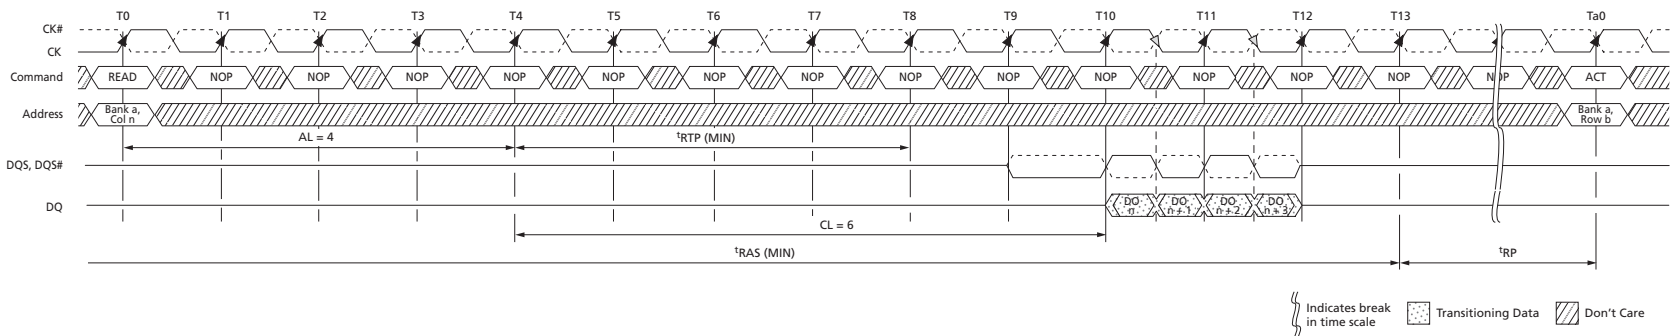 T0 T1 T2 T3 T4 T5 T6 T7 T8 T9 T10 T11 T12 T13 Ta0
CK#
CK
Command READ NOP NOP NOP NOP NOP NOP NOP NOP NOP NOP NOP NOP NOP NOP ACT
Address Bank a, Col n Bank a, Row b
AL = 4 tRTP (MIN)
DQS, DQS#
DQ DO n DO n + 1 DO n + 2 DO n + 3
CL = 6
tRAS (MIN) tRP
Indicates break in time scale Transitioning Data Don't Care